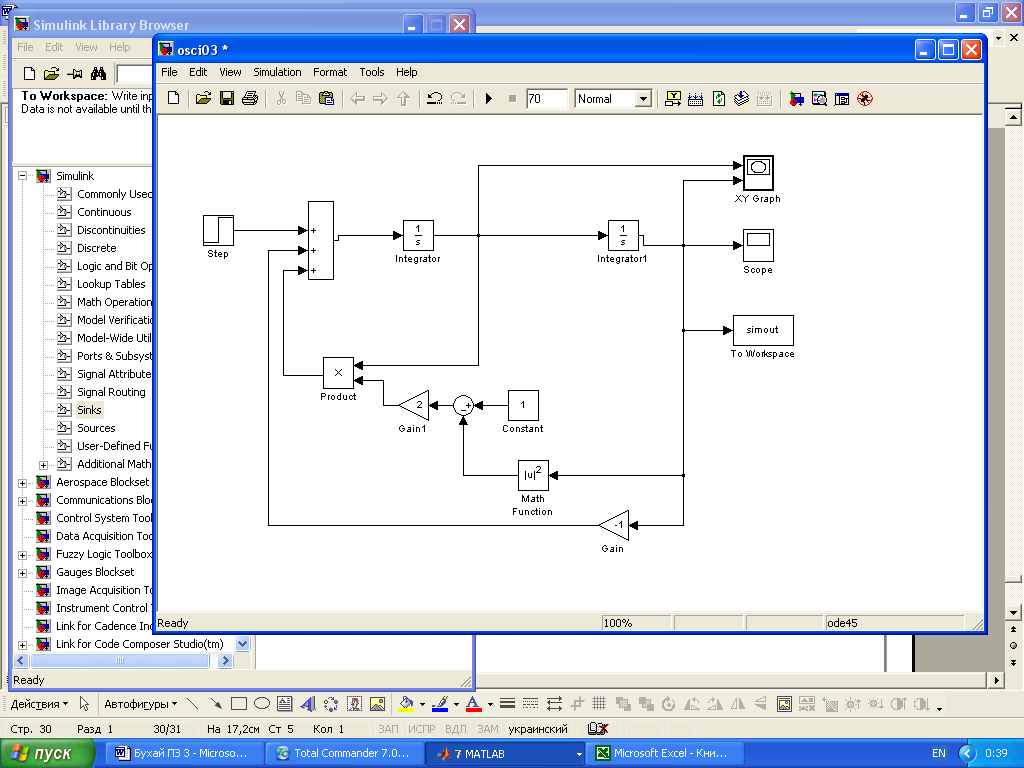 Simulink Library Browser
File Edit View Help
To Workspace: Write inp
Data is not available until th
Simulink
Commonly Used
Continuous
Discontinuities
Discrete
Logic and Bit Op
Lookup Tables
Math Operation
Model Verificatio
Model-Wide Util
Ports & Subsyst
Signal Attribute
Signal Routing
Sinks
Sources
User-Defined Fu
Additional Math
Aerospace Blockset
Communications Bloc
Control System Tool
Data Acquisition Too
Fuzzy Logic Toolbox
Gauges Blockset
Image Acquisition To
Instrument Control T
Link for Cadence Inc
Link for Code Composer Studio(tm)
Ready
osci03 *
File Edit View Simulation Format Tools Help
70 Normal
XY Graph
Step
+
+
+
1
s
Integrator
1
s
Integrator1
Scope
simout
To Workspace
×
Product
2
Gain1
-+
1
Constant
|u|2
Math
Function
-1
Gain
Ready 100% ode45
Действия Автофигуры
Стр. 30 Разд 1 30/31 На 17,2см Ст 5 Кол 1 ЗАП ИСПР ВДЛ ЗАМ украинский
пуск Бухай ПЗ 3 - Microso... Total Commander 7.0... 7 MATLAB Microsoft Excel - Кни... EN 0:39